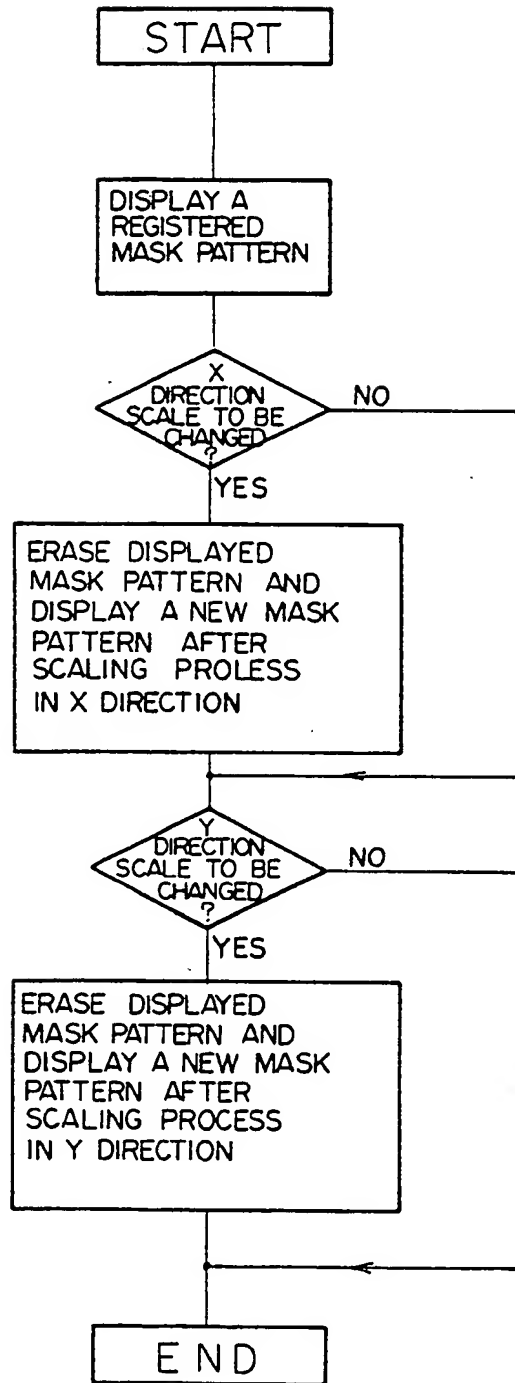 START
DISPLAY A
REGISTERED
MASK PATTERN
X
DIRECTION
SCALE TO BE
CHANGED
?
NO
YES
ERASE DISPLAYED
MASK PATTERN AND
DISPLAY A NEW MASK
PATTERN AFTER
SCALING PROLESS
IN X DIRECTION
Y
DIRECTION
SCALE TO BE
CHANGED
?
NO
YES
ERASE DISPLAYED
MASK PATTERN AND
DISPLAY A NEW MASK
PATTERN AFTER
SCALING PROCESS
IN Y DIRECTION
END